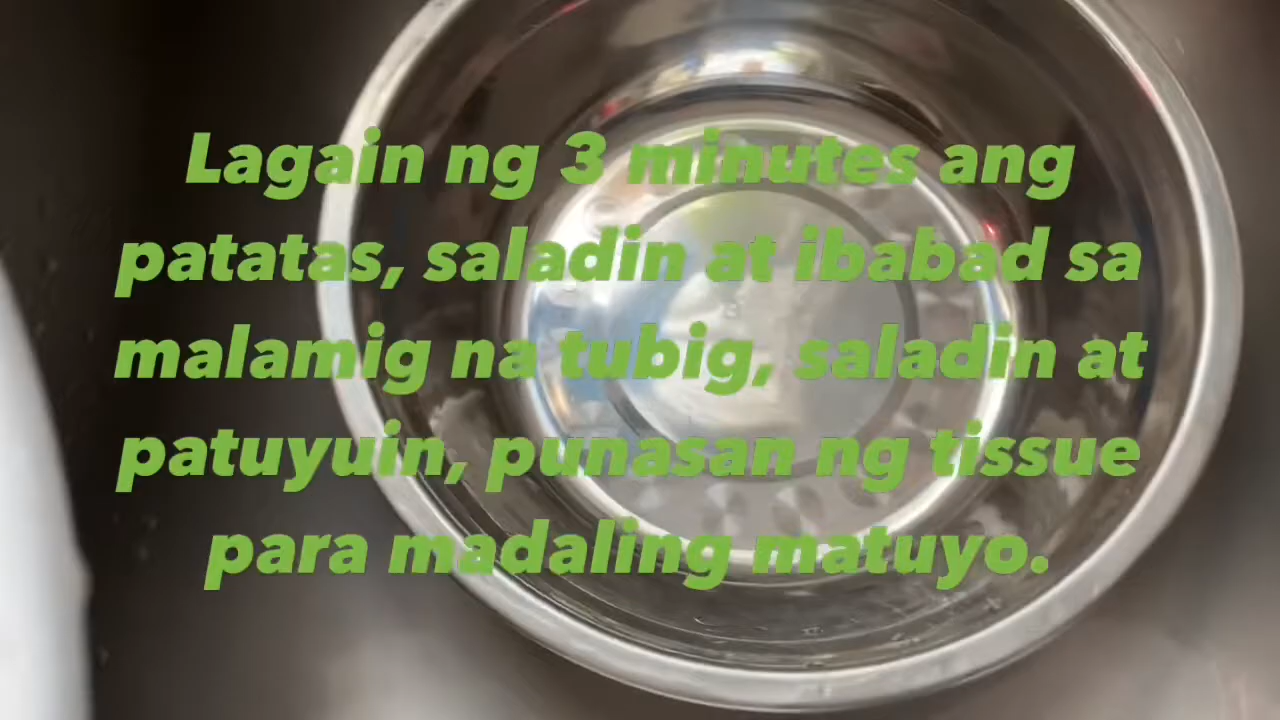 Lagain ng 3 minutes ang
patatas, saladin at ibabad sa
malamig na tubig, saladin at
patuyuin, punasan ng tissue
para madaling matuyo.